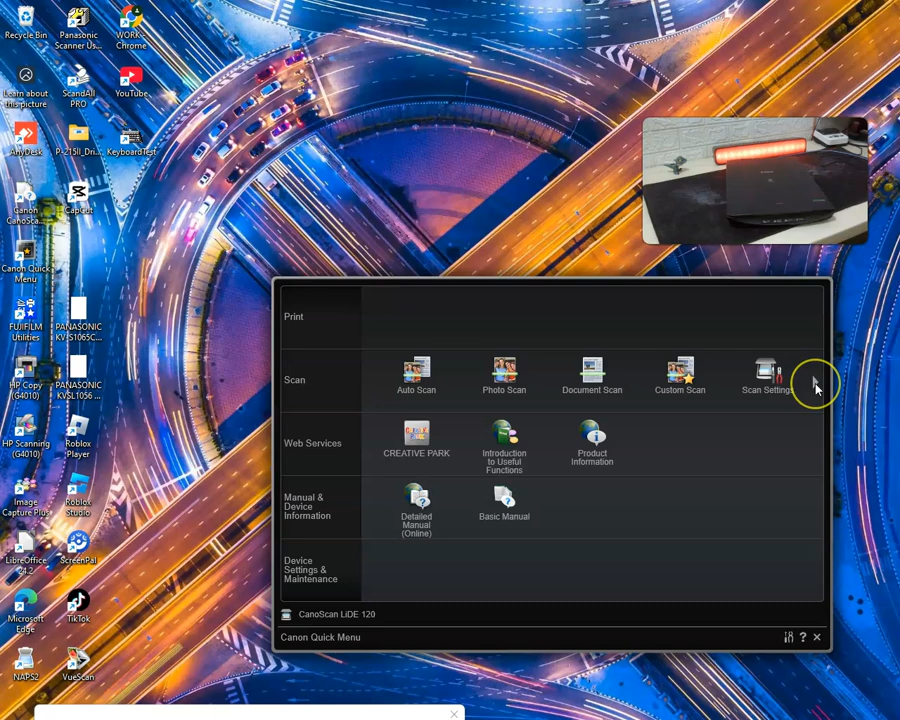 Recycle Bin
Panasonic
Scanner Us...
WORK -
Chrome
Learn about
this picture
ScandAll
PRO
YouTube
AnyDesk
P-215II_Dri...
KeyboardTest
Canon
CanoSca...
CapCut
Canon Quick
Menu
FUJIFILM
Utilities
PANASONIC
KV-S1065C...
HP Copy
(G4010)
PANASONIC
KVSL1056 ...
HP Scanning
(G4010)
Roblox
Player
Image
Capture Plus
Roblox
Studio
LibreOffice
24.2
ScreenPal
Microsoft
Edge
TikTok
NAPS2
VueScan
Print
Scan
Auto Scan
Photo Scan
Document Scan
Custom Scan
Scan Settings
Web Services
CREATIVE PARK
Introduction
to Useful
Functions
Product
Information
Manual &
Device
Information
Detailed
Manual
(Online)
Basic Manual
Device
Settings &
Maintenance
CanoScan LiDE 120
Canon Quick Menu